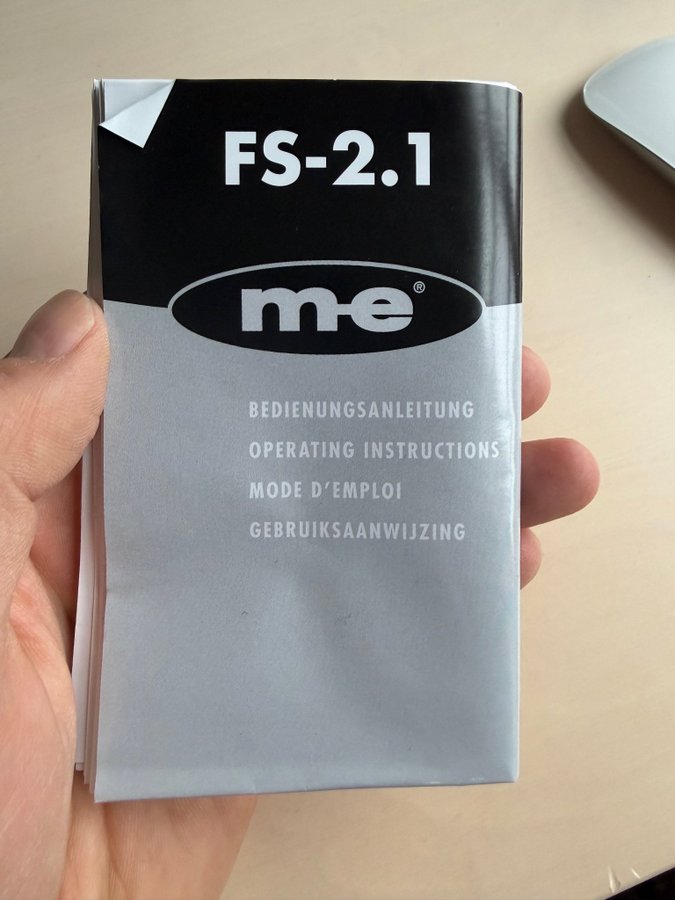 FS-2.1
m-e®
BEDIENUNGSANLEITUNG
OPERATING INSTRUCTIONS
MODE D'EMPLOI
GEBRUIKSAANWIJZING